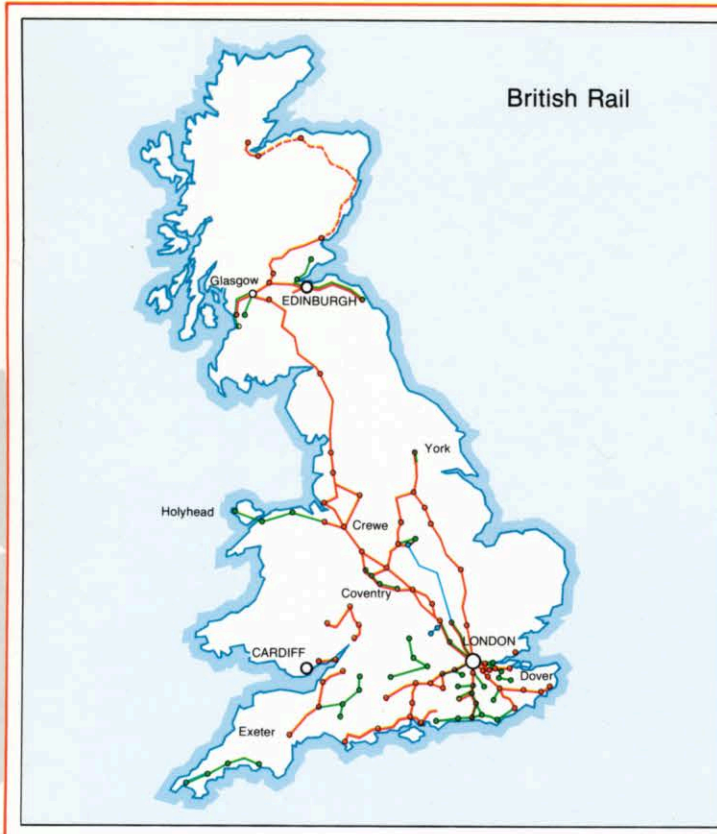 British Rail
Glasgow
EDINBURGH
York
Holyhead
Crewe
Coventry
LONDON
CARDIFF
Dover
Exeter